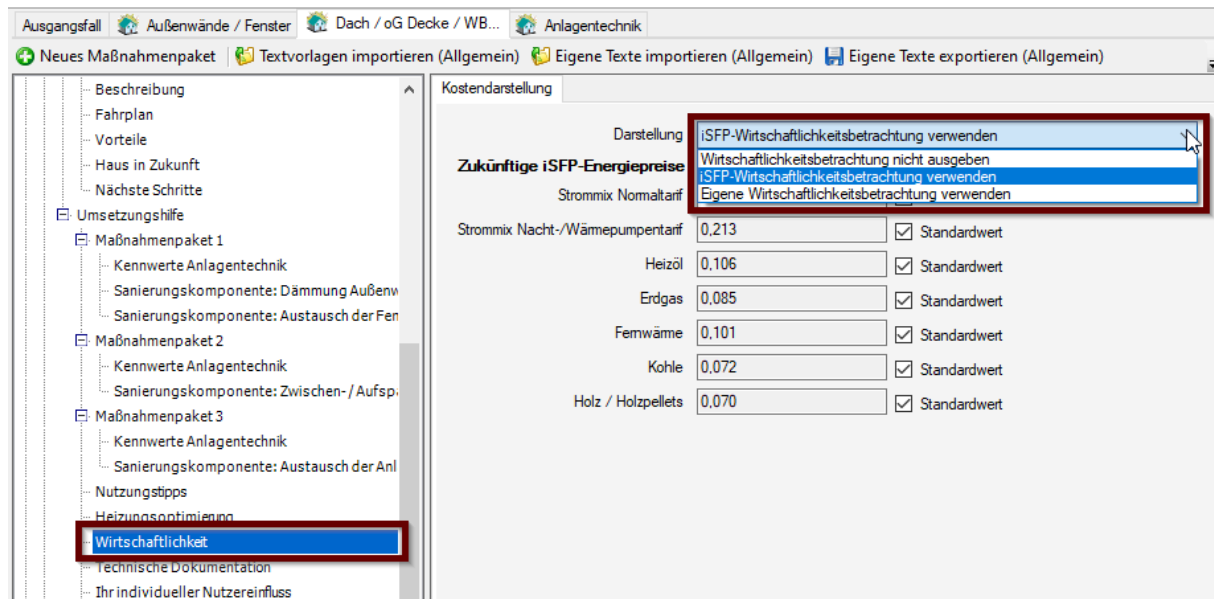 Ausgangsfall Außenwände / Fenster Dach / oG Decke / WB... Anlagentechnik
Neues Maßnahmenpaket Textvorlagen importieren (Allgemein) Eigene Texte importieren (Allgemein) Eigene Texte exportieren (Allgemein)
Beschreibung
Fahrplan
Vorteile
Haus in Zukunft
Nächste Schritte
Umsetzungshilfe
Maßnahmenpaket 1
Kennwerte Anlagentechnik
Sanierungskomponente: Dämmung Außenw
Sanierungskomponente: Austausch der Fen
Maßnahmenpaket 2
Kennwerte Anlagentechnik
Sanierungskomponente: Zwischen- / Aufspa
Maßnahmenpaket 3
Kennwerte Anlagentechnik
Sanierungskomponente: Austausch der Anl
Nutzungstipps
Heizungsoptimierung
Wirtschaftlichkeit
Technische Dokumentation
Ihr individueller Nutzereinfluss
Kostendarstellung
Darstellung iSFP-Wirtschaftlichkeitsbetrachtung verwenden
Wirtschaftlichkeitsbetrachtung nicht ausgeben
iSFP-Wirtschaftlichkeitsbetrachtung verwenden
Eigene Wirtschaftlichkeitsbetrachtung verwenden
Zukünftige iSFP-Energiepreise
Strommix Normaltarif
Strommix Nacht-/Wärmepumpentarif 0,213 Standardwert
Heizöl 0,106 Standardwert
Erdgas 0,085 Standardwert
Fernwärme 0,101 Standardwert
Kohle 0,072 Standardwert
Holz / Holzpellets 0,070 Standardwert